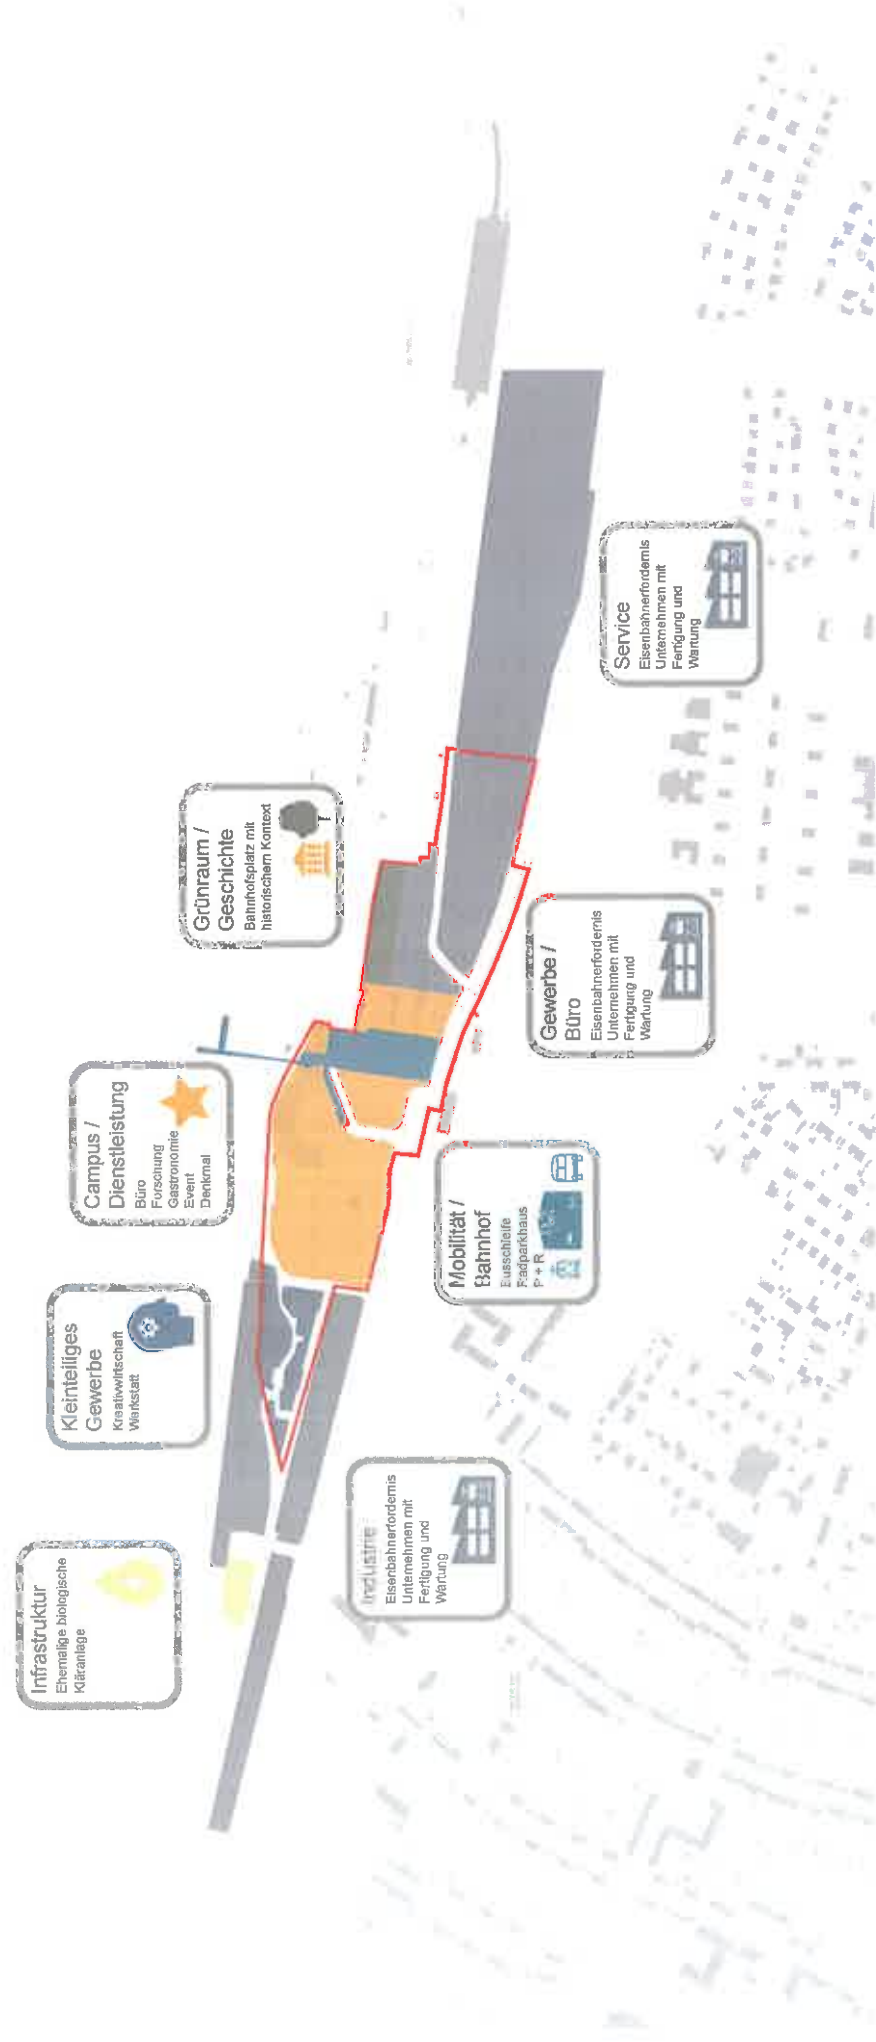 Infrastruktur
Ehemalige biologische
Kläranlage
Kleinteiliges
Gewerbe
Kreativwirtschaft
Werkstatt
Campus /
Dienstleistung
Büro
Forschung
Gastronomie
Event
Denkmal
Grünraum /
Geschichte
Bahnhofsplatz mit
historischem Kontext
Industrie
Eisenbahnerfordernis
Unternehmen mit
Fertigung und
Wartung
Mobilität /
Bahnhof
Busschleife
Radparkhaus
P + R
Gewerbe /
Büro
Eisenbahnerfordernis
Unternehmen mit
Fertigung und
Wartung
Service
Eisenbahnerfordernis
Unternehmen mit
Fertigung und
Wartung